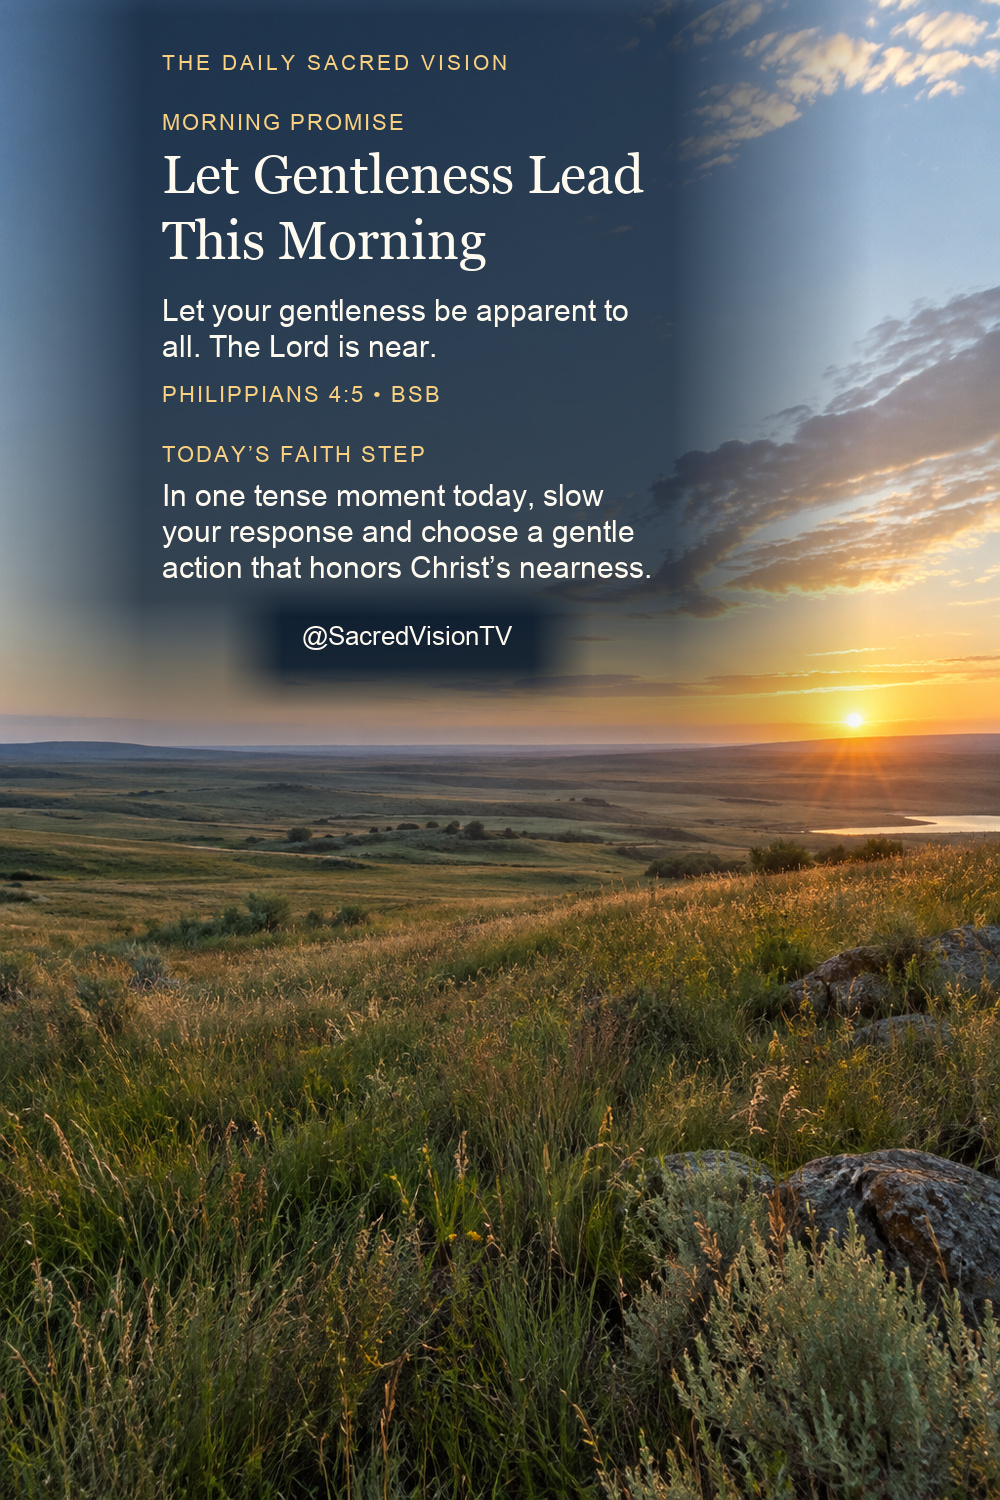 THE DAILY SACRED VISION
MORNING PROMISE
Let Gentleness Lead
This Morning
Let your gentleness be apparent to
all. The Lord is near.
PHILIPPIANS 4:5 • BSB
TODAY’S FAITH STEP
In one tense moment today, slow
your response and choose a gentle
action that honors Christ’s nearness.
@SacredVisionTV